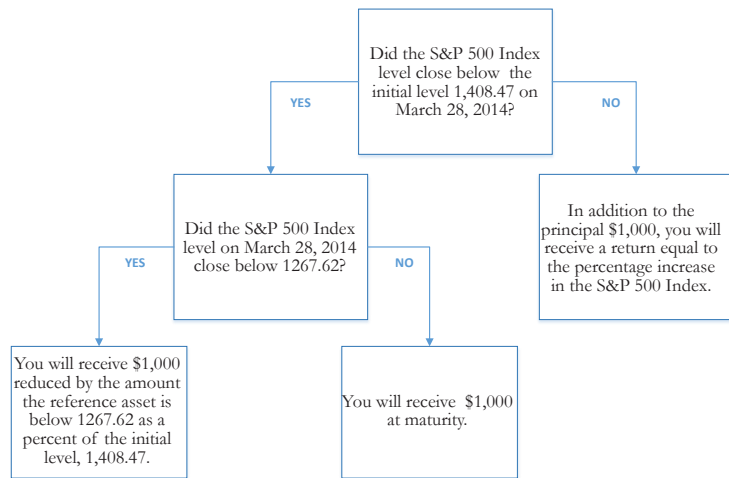 Did the S&P 500 Index
level close below the
initial level 1,408.47 on
March 28, 2014?
YES
NO
Did the S&P 500 Index
level on March 28, 2014
close below 1267.62?
In addition to the
principal $1,000, you will
receive a return equal to
the percentage increase
in the S&P 500 Index.
YES
NO
You will receive $1,000
reduced by the amount
the reference asset is
below 1267.62 as a
percent of the initial
level, 1,408.47.
You will receive $1,000
at maturity.